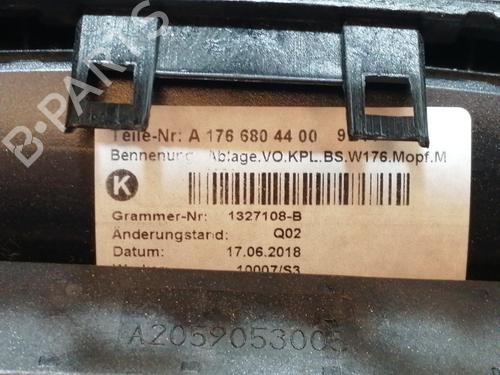 B-PARTS
Teile-Nr: A 176 680 44 00
Bennenung: Ablage.VO.KPL.BS.W176.Mopf.M
K
Grammer-Nr: 1327108-B
Änderungstand: Q02
Datum: 17.06.2018
10007/S3
A2059053005